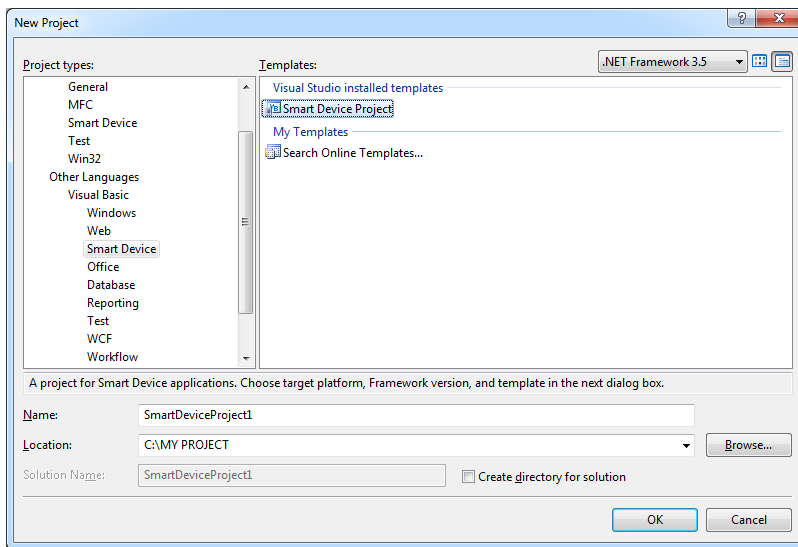 New Project
Project types:
Templates:
.NET Framework 3.5
General
MFC
Smart Device
Test
Win32
Other Languages
Visual Basic
Windows
Web
Smart Device
Office
Database
Reporting
Test
WCF
Workflow
Visual Studio installed templates
Smart Device Project
My Templates
Search Online Templates...
A project for Smart Device applications. Choose target platform, Framework version, and template in the next dialog box.
Name:
SmartDeviceProject1
Location:
C:\MY PROJECT
Browse...
Solution Name:
SmartDeviceProject1
Create directory for solution
OK
Cancel